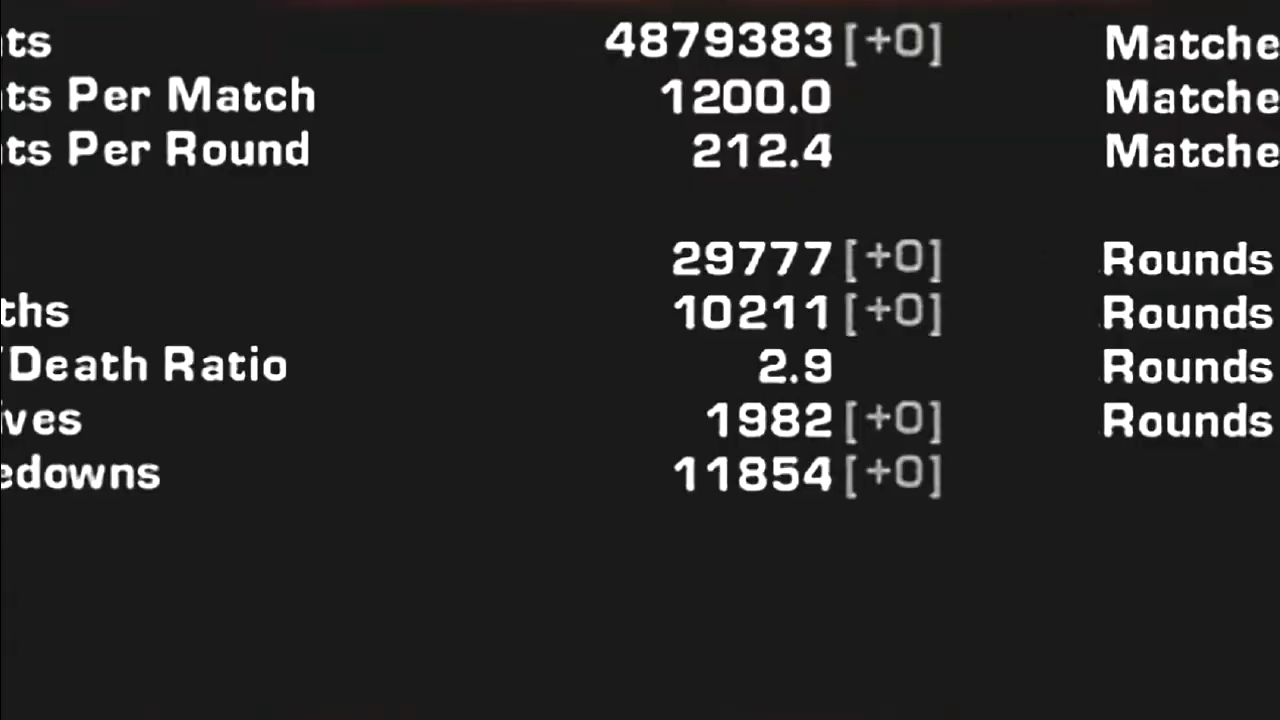 ts 4879383 [+0] Matche
ts Per Match 1200.0 Matche
ts Per Round 212.4 Matche
29777 [+0] Rounds
ths 10211 [+0] Rounds
/Death Ratio 2.9 Rounds
ves 1982 [+0] Rounds
edowns 11854 [+0]